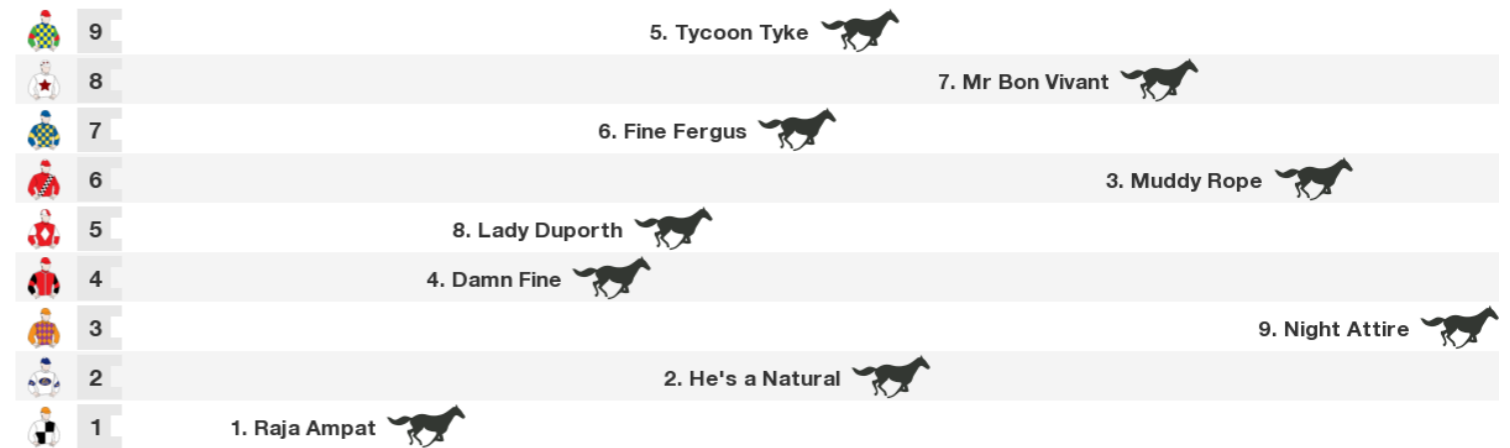 9 5. Tycoon Tyke
8 7. Mr Bon Vivant
7 6. Fine Fergus
6 3. Muddy Rope
5 8. Lady Duporth
4 4. Damn Fine
3 9. Night Attire
2 2. He's a Natural
1 1. Raja Ampat